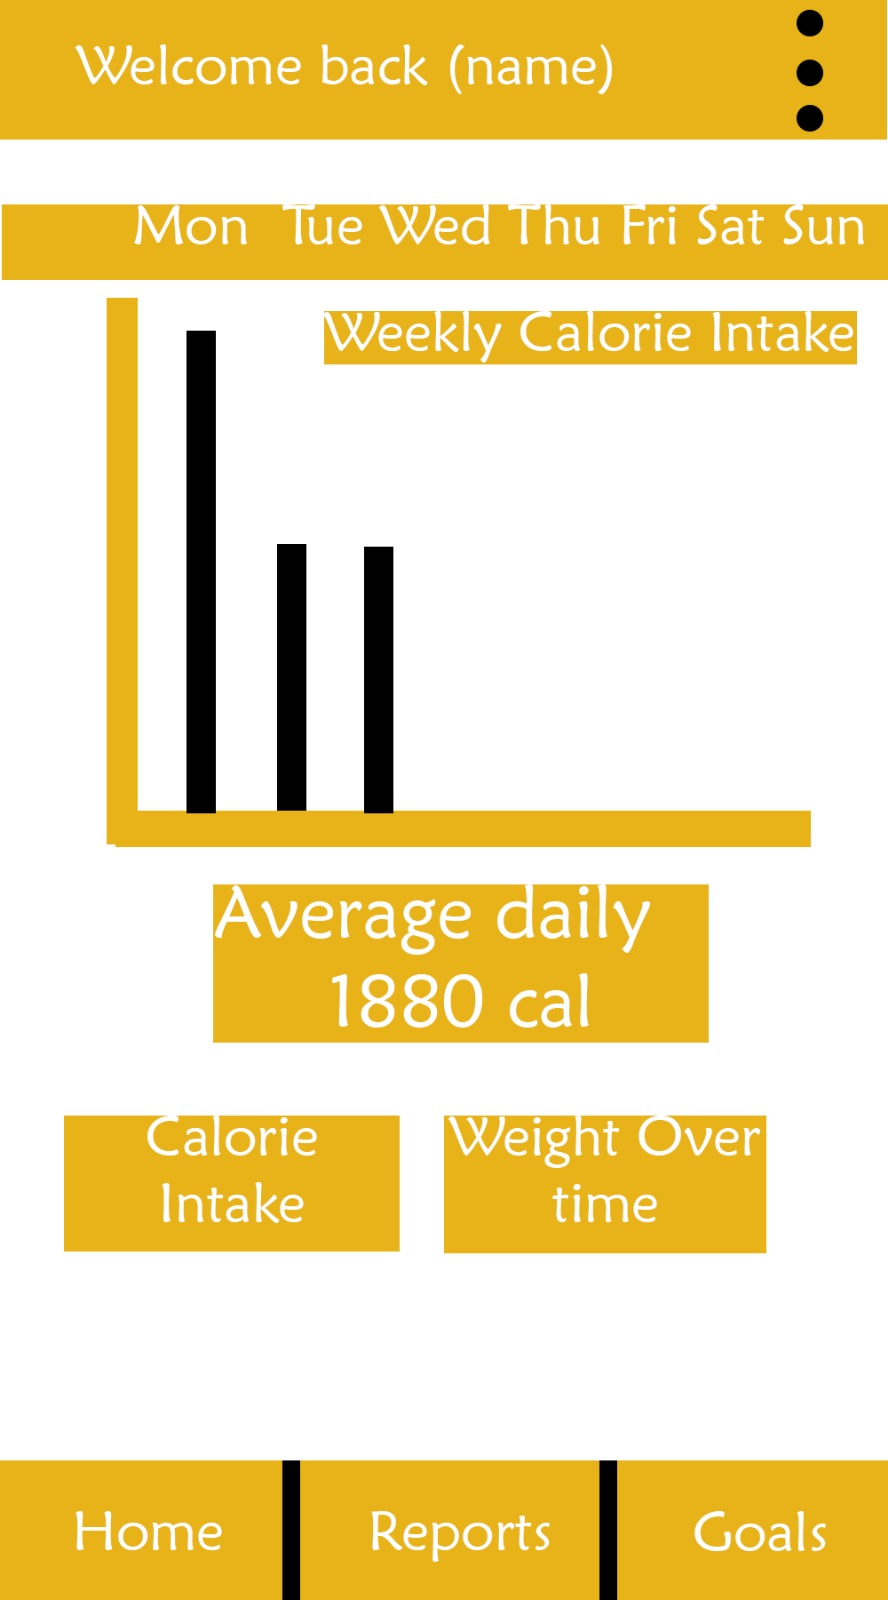 Welcome back (name)
Mon Tue Wed Thu Fri Sat Sun
Weekly Calorie Intake
Average daily
1880 cal
Calorie
Intake
Weight Over
time
Home
Reports
Goals